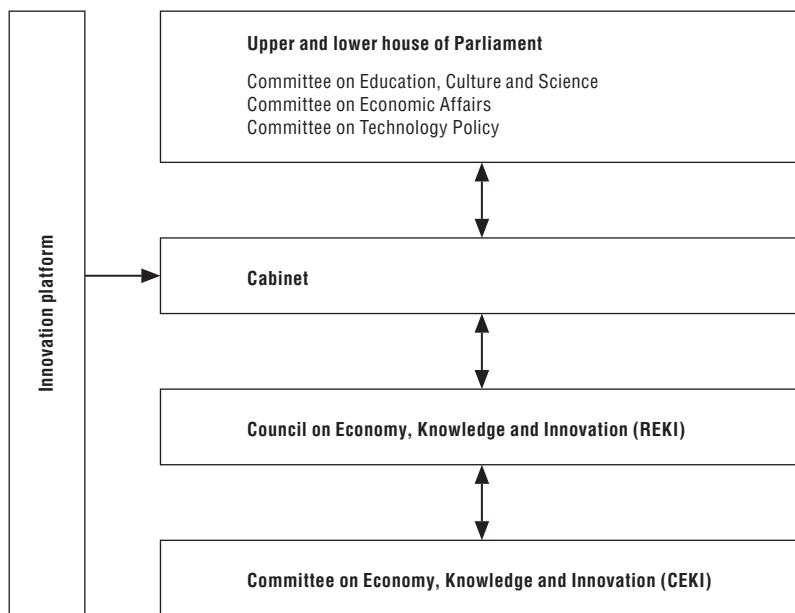 Innovation platform
Upper and lower house of Parliament
Committee on Education, Culture and Science
Committee on Economic Affairs
Committee on Technology Policy
Cabinet
Council on Economy, Knowledge and Innovation (REKI)
Committee on Economy, Knowledge and Innovation (CEKI)